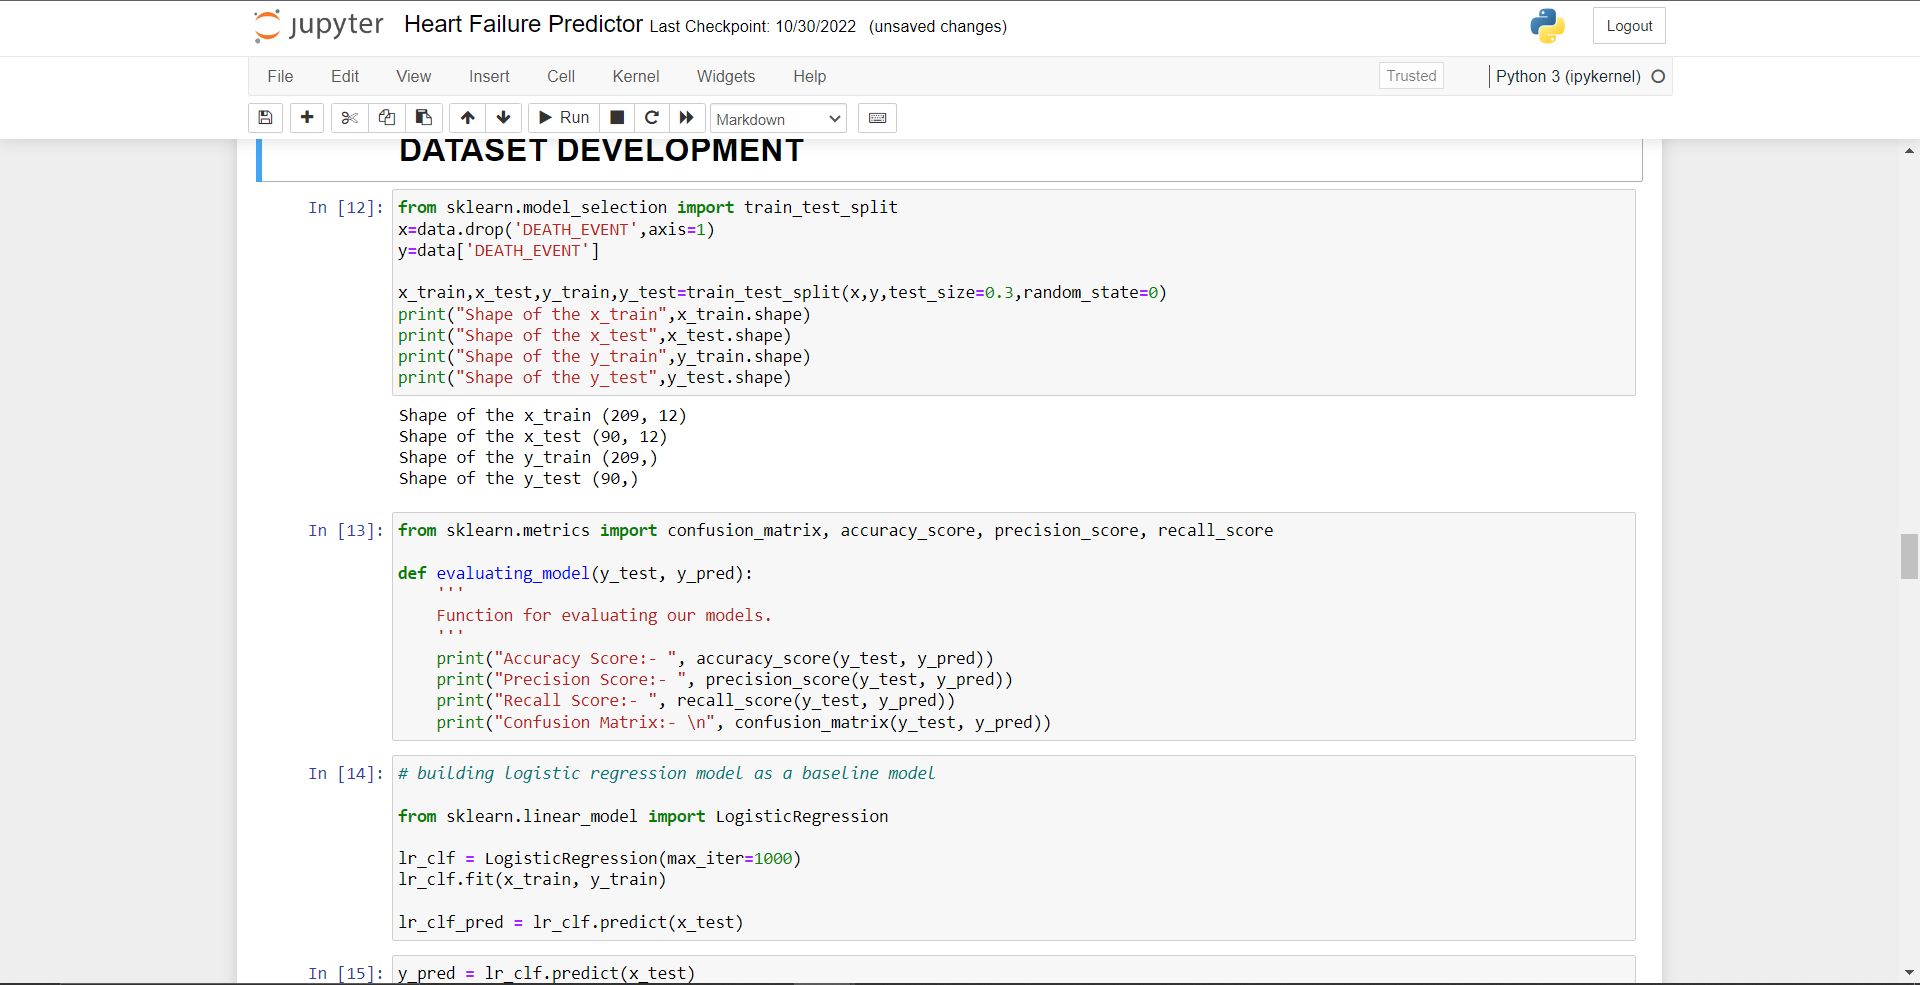 jupyter Heart Failure Predictor Last Checkpoint: 10/30/2022 (unsaved changes) Logout
File Edit View Insert Cell Kernel Widgets Help Trusted Python 3 (ipykernel)
Run Markdown
DATASET DEVELOPMENT
In [12]: from sklearn.model_selection import train_test_split
x=data.drop('DEATH_EVENT',axis=1)
y=data['DEATH_EVENT']
x_train,x_test,y_train,y_test=train_test_split(x,y,test_size=0.3,random_state=0)
print("Shape of the x_train",x_train.shape)
print("Shape of the x_test",x_test.shape)
print("Shape of the y_train",y_train.shape)
print("Shape of the y_test",y_test.shape)
Shape of the x_train (209, 12)
Shape of the x_test (90, 12)
Shape of the y_train (209,)
Shape of the y_test (90,)
In [13]: from sklearn.metrics import confusion_matrix, accuracy_score, precision_score, recall_score
def evaluating_model(y_test, y_pred):
'''
Function for evaluating our models.
'''
print("Accuracy Score:- ", accuracy_score(y_test, y_pred))
print("Precision Score:- ", precision_score(y_test, y_pred))
print("Recall Score:- ", recall_score(y_test, y_pred))
print("Confusion Matrix:- \n", confusion_matrix(y_test, y_pred))
In [14]: # building logistic regression model as a baseline model
from sklearn.linear_model import LogisticRegression
lr_clf = LogisticRegression(max_iter=1000)
lr_clf.fit(x_train, y_train)
lr_clf_pred = lr_clf.predict(x_test)
In [15]: y_pred = lr_clf.predict(x_test)